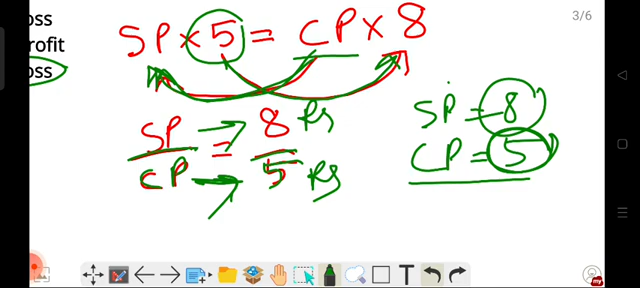 oss
rofit
oss
3/6
SP × 5 = CP × 8
SP/CP = 8 Rs/5 Rs
SP = 8
CP = 5
T
my